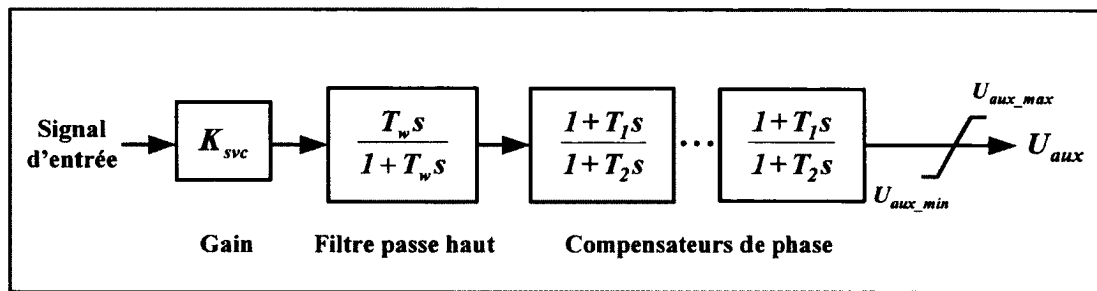 Signal
d'entrée
K_svc
T_w s
1 + T_w s
1 + T_1 s
1 + T_2 s
...
1 + T_1 s
1 + T_2 s
U_aux_max
U_aux_min
U_aux
Gain
Filtre passe haut
Compensateurs de phase